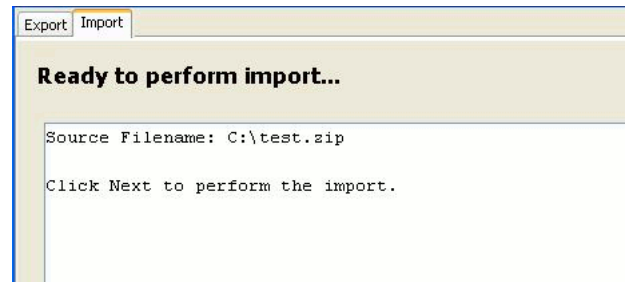 Export Import
Ready to perform import...
Source Filename: C:\test.zip
Click Next to perform the import.